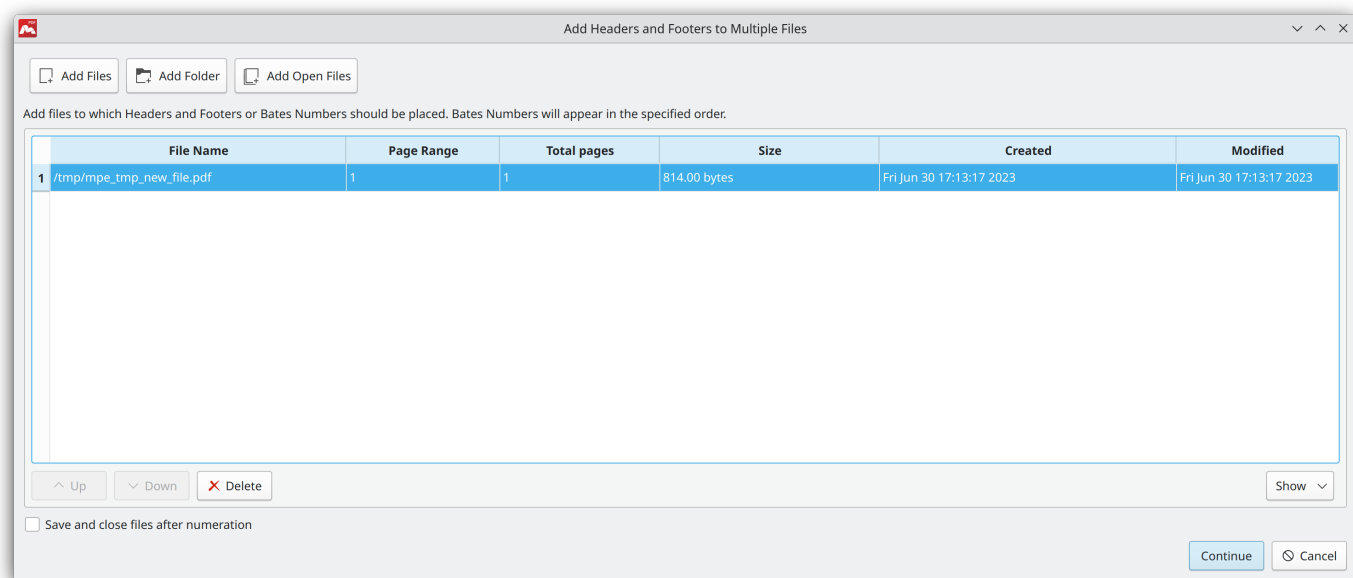 PDF
Add Headers and Footers to Multiple Files
Add Files Add Folder Add Open Files
Add files to which Headers and Footers or Bates Numbers should be placed. Bates Numbers will appear in the specified order.
File Name Page Range Total pages Size Created Modified
1 /tmp/mpe_tmp_new_file.pdf 1 1 814.00 bytes Fri Jun 30 17:13:17 2023 Fri Jun 30 17:13:17 2023
Up Down Delete Show
Save and close files after numeration
Continue Cancel